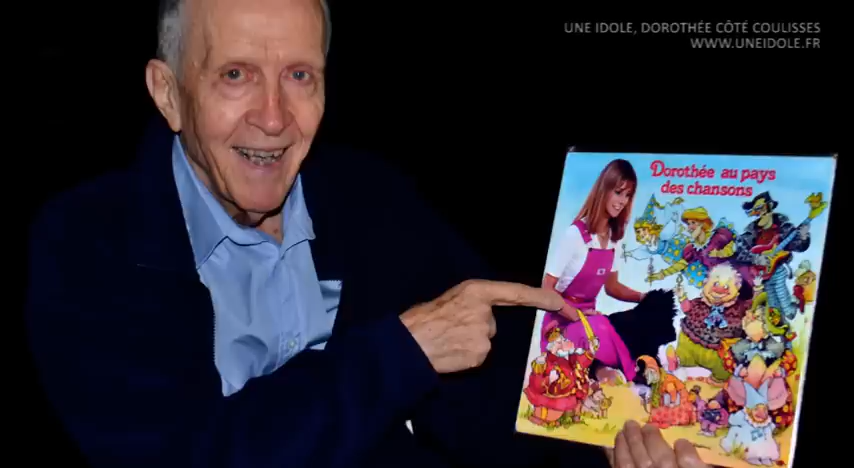 UNE IDOLE, DOROTHÉE CÔTÉ COULISSES
WWW.UNEIDOLE.FR
Dorothée au pays
des chansons